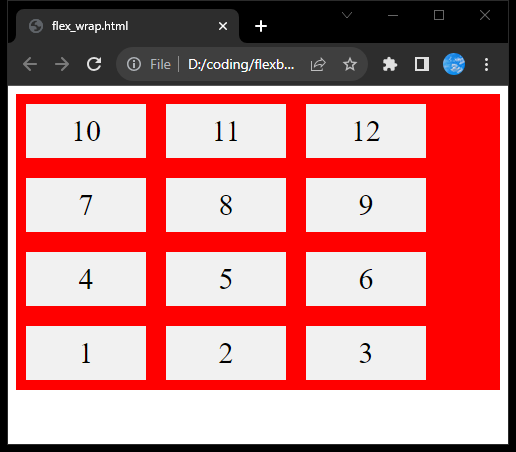 flex_wrap.html
File D:/coding/flexb...
10 11 12
7 8 9
4 5 6
1 2 3